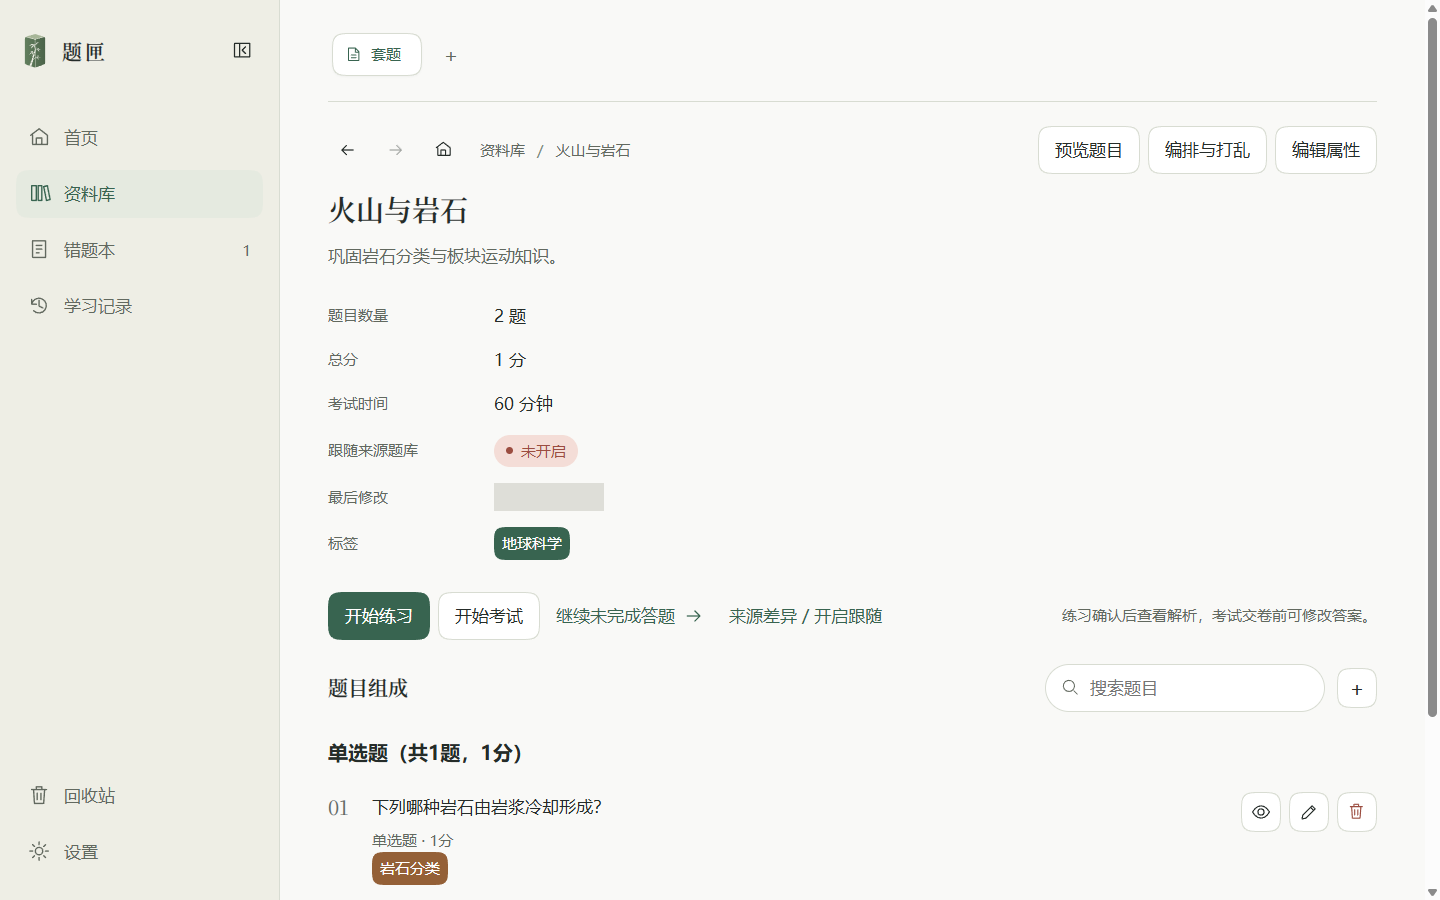 题匣
首页
资料库
错题本 1
学习记录
回收站
设置
套题 +
资料库 / 火山与岩石
预览题目 编排与打乱 编辑属性
火山与岩石
巩固岩石分类与板块运动知识。
题目数量 2 题
总分 1 分
考试时间 60 分钟
跟随来源题库 未开启
最后修改
标签 地球科学
开始练习 开始考试 继续未完成答题 → 来源差异 / 开启跟随 练习确认后查看解析，考试交卷前可修改答案。
题目组成 搜索题目 +
单选题（共1题，1分）
01 下列哪种岩石由岩浆冷却形成？
单选题 · 1分
岩石分类